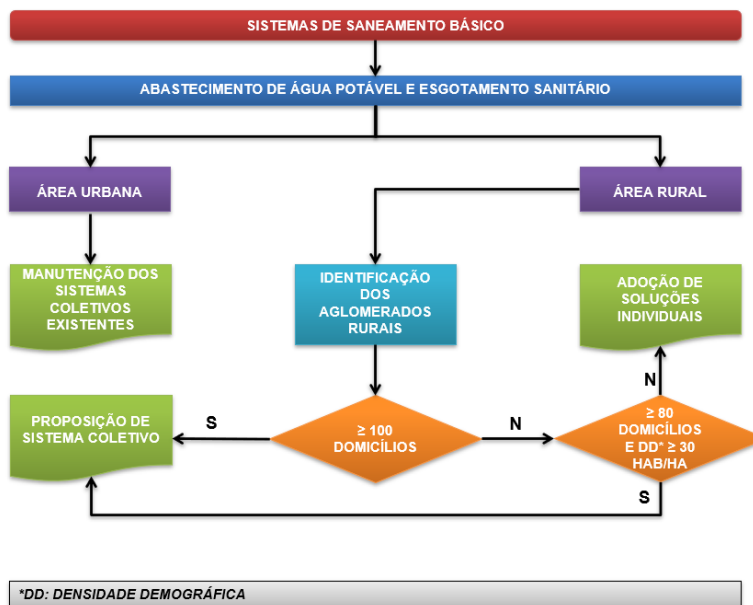 SISTEMAS DE SANEAMENTO BÁSICO
ABASTECIMENTO DE ÁGUA POTÁVEL E ESGOTAMENTO SANITÁRIO
ÁREA URBANA
ÁREA RURAL
MANUTENÇÃO DOS
SISTEMAS
COLETIVOS
EXISTENTES
IDENTIFICAÇÃO
DOS
AGLOMERADOS
RURAIS
ADOÇÃO DE
SOLUÇÕES
INDIVIDUAIS
N
PROPOSIÇÃO DE
SISTEMA COLETIVO
S
≥ 100
DOMICÍLIOS
N
≥ 80
DOMICÍLIOS
E DD* ≥ 30
HAB/HA
S
*DD: DENSIDADE DEMOGRÁFICA